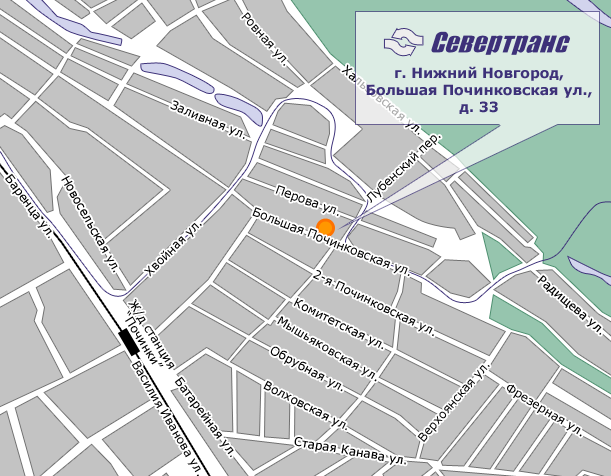 Севертранс
г. Нижний Новгород,
Большая Починковская ул.,
д. 33
Ровная ул.
Заливная ул.
Лубенский пер.
Перова ул.
Большая Починковская ул.
Новосельская ул.
Баренца ул.
Хвойная ул.
2-я Починковская ул.
Радищева ул.
Комитетская ул.
Ж/д. станция
"Починки"
Мышьяковская ул.
Обрубная ул.
Василия Иванова ул.
Батарейная ул.
Волховская ул.
Верхоянская ул.
Фрезерная ул.
Старая Канава ул.